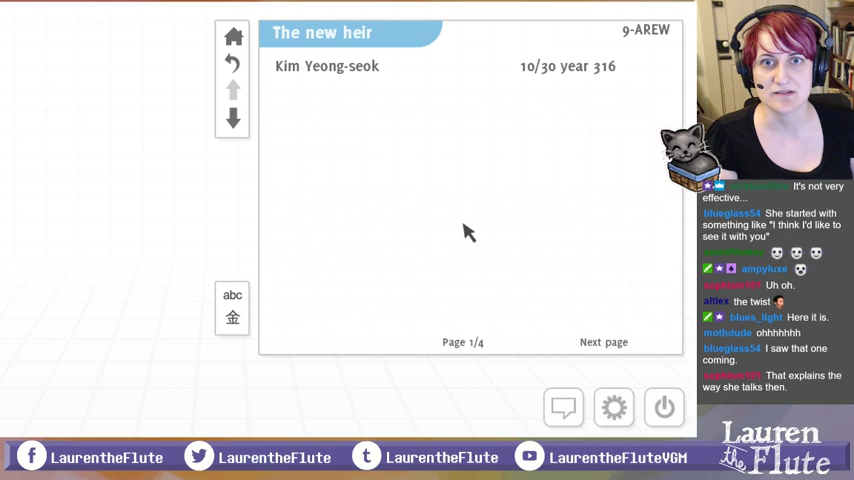 The new heir
9-AREW
Kim Yeong-seok
10/30 year 316
abc
金
Page 1/4
Next page
It's not very
effective...
blueglass54 She started with
something like "I think I'd like to
see it with you"
ampyluxe
Uh oh.
altiex the twist
blues_light Here it is.
mothdude ohhhhhhh
blueglass54 I saw that one
coming.
That explains the
way she talks then.
LaurentheFlute
LaurentheFlute
LaurentheFlute
LaurentheFluteVGM
Lauren
the Flute